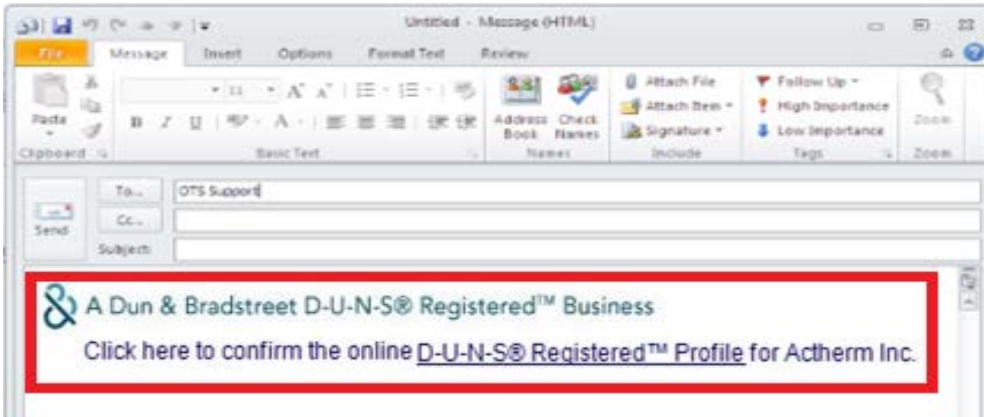 Untitled - Message (HTML)
File Message Insert Options Format Text Review
Paste
Clipboard
11
B I U
Basic Text
Address Book
Check Names
Names
Attach File
Attach Item
Signature
Include
Follow Up
High Importance
Low Importance
Tags
Zoom
Zoom
Send
To... OTS Support
Cc...
Subject:
A Dun & Bradstreet D-U-N-S® Registered™ Business
Click here to confirm the online D-U-N-S® Registered™ Profile for Actherm Inc.